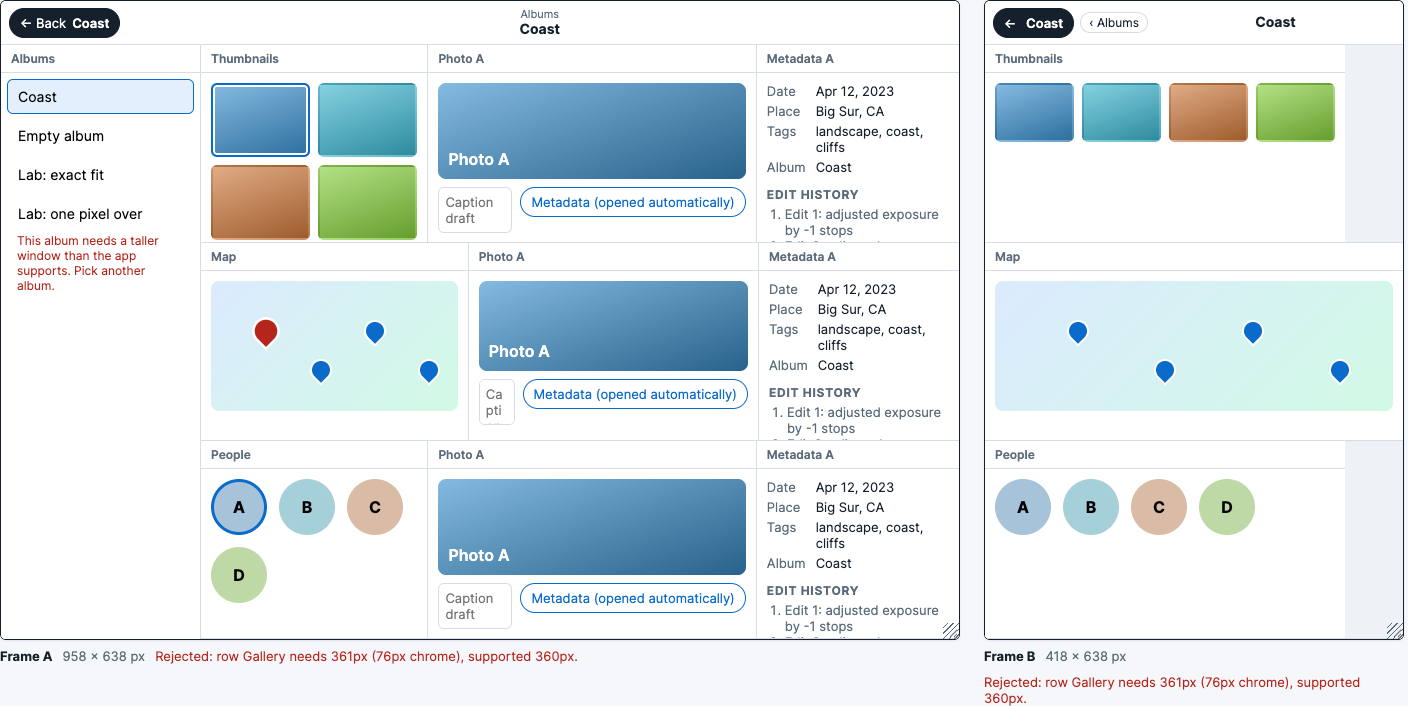 ← Back Coast
Albums
Coast
Albums
Coast
Empty album
Lab: exact fit
Lab: one pixel over
This album needs a taller
window than the app
supports. Pick another
album.
Thumbnails
Photo A
Photo A
Caption
draft
Metadata (opened automatically)
Metadata A
Date Apr 12, 2023
Place Big Sur, CA
Tags landscape, coast,
cliffs
Album Coast
EDIT HISTORY
1. Edit 1: adjusted exposure
by -1 stops
Map
Photo A
Photo A
Ca
pti
Metadata (opened automatically)
Metadata A
Date Apr 12, 2023
Place Big Sur, CA
Tags landscape, coast,
cliffs
Album Coast
EDIT HISTORY
1. Edit 1: adjusted exposure
by -1 stops
People
A
B
C
D
Photo A
Photo A
Caption
draft
Metadata (opened automatically)
Metadata A
Date Apr 12, 2023
Place Big Sur, CA
Tags landscape, coast,
cliffs
Album Coast
EDIT HISTORY
1. Edit 1: adjusted exposure
by -1 stops
Frame A 958 × 638 px Rejected: row Gallery needs 361px (76px chrome), supported 360px.
← Coast
‹ Albums
Coast
Thumbnails
Map
People
A
B
C
D
Frame B 418 × 638 px
Rejected: row Gallery needs 361px (76px chrome), supported
360px.